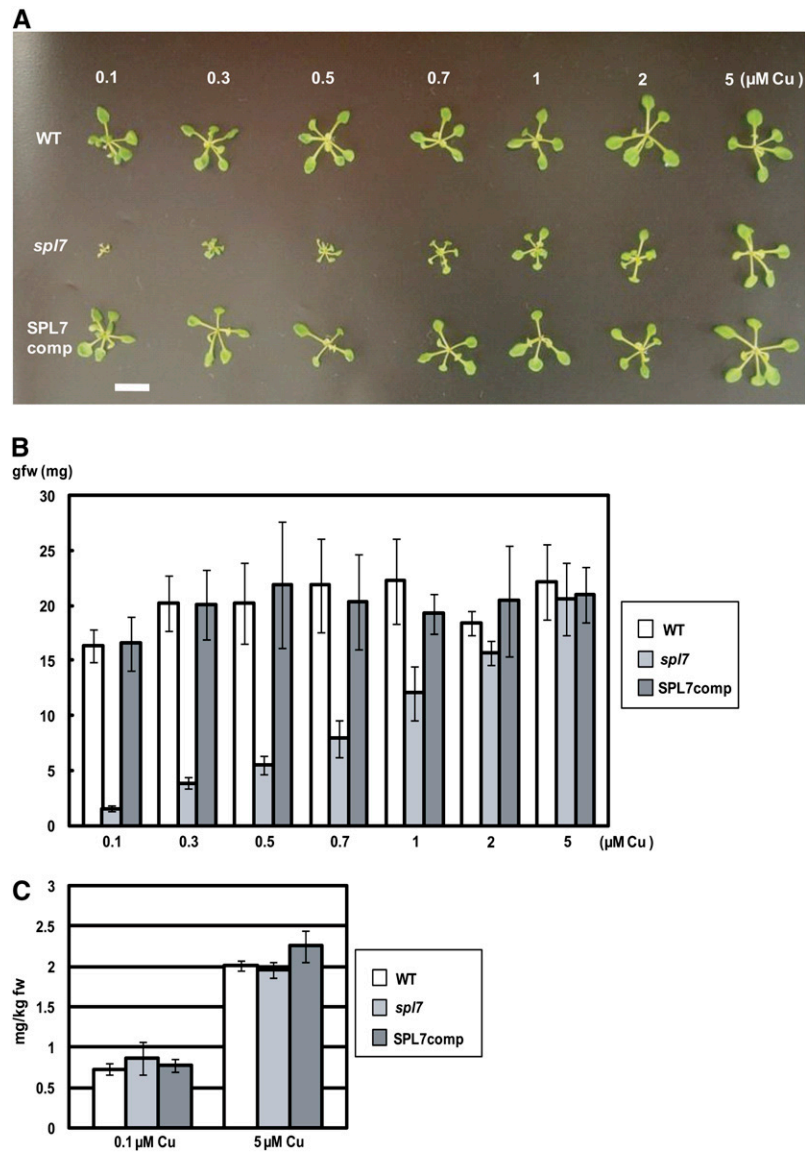 A
0.1 0.3 0.5 0.7 1 2 5 (µM Cu )
WT
spl7
SPL7
comp
B
gfw (mg)
30
25
20
15
10
5
0
0.1 0.3 0.5 0.7 1 2 5 (µM Cu )
WT
spl7
SPL7comp
C
mg/kg fw
3
2.5
2
1.5
1
0.5
0
0.1 µM Cu 5 µM Cu
WT
spl7
SPL7comp